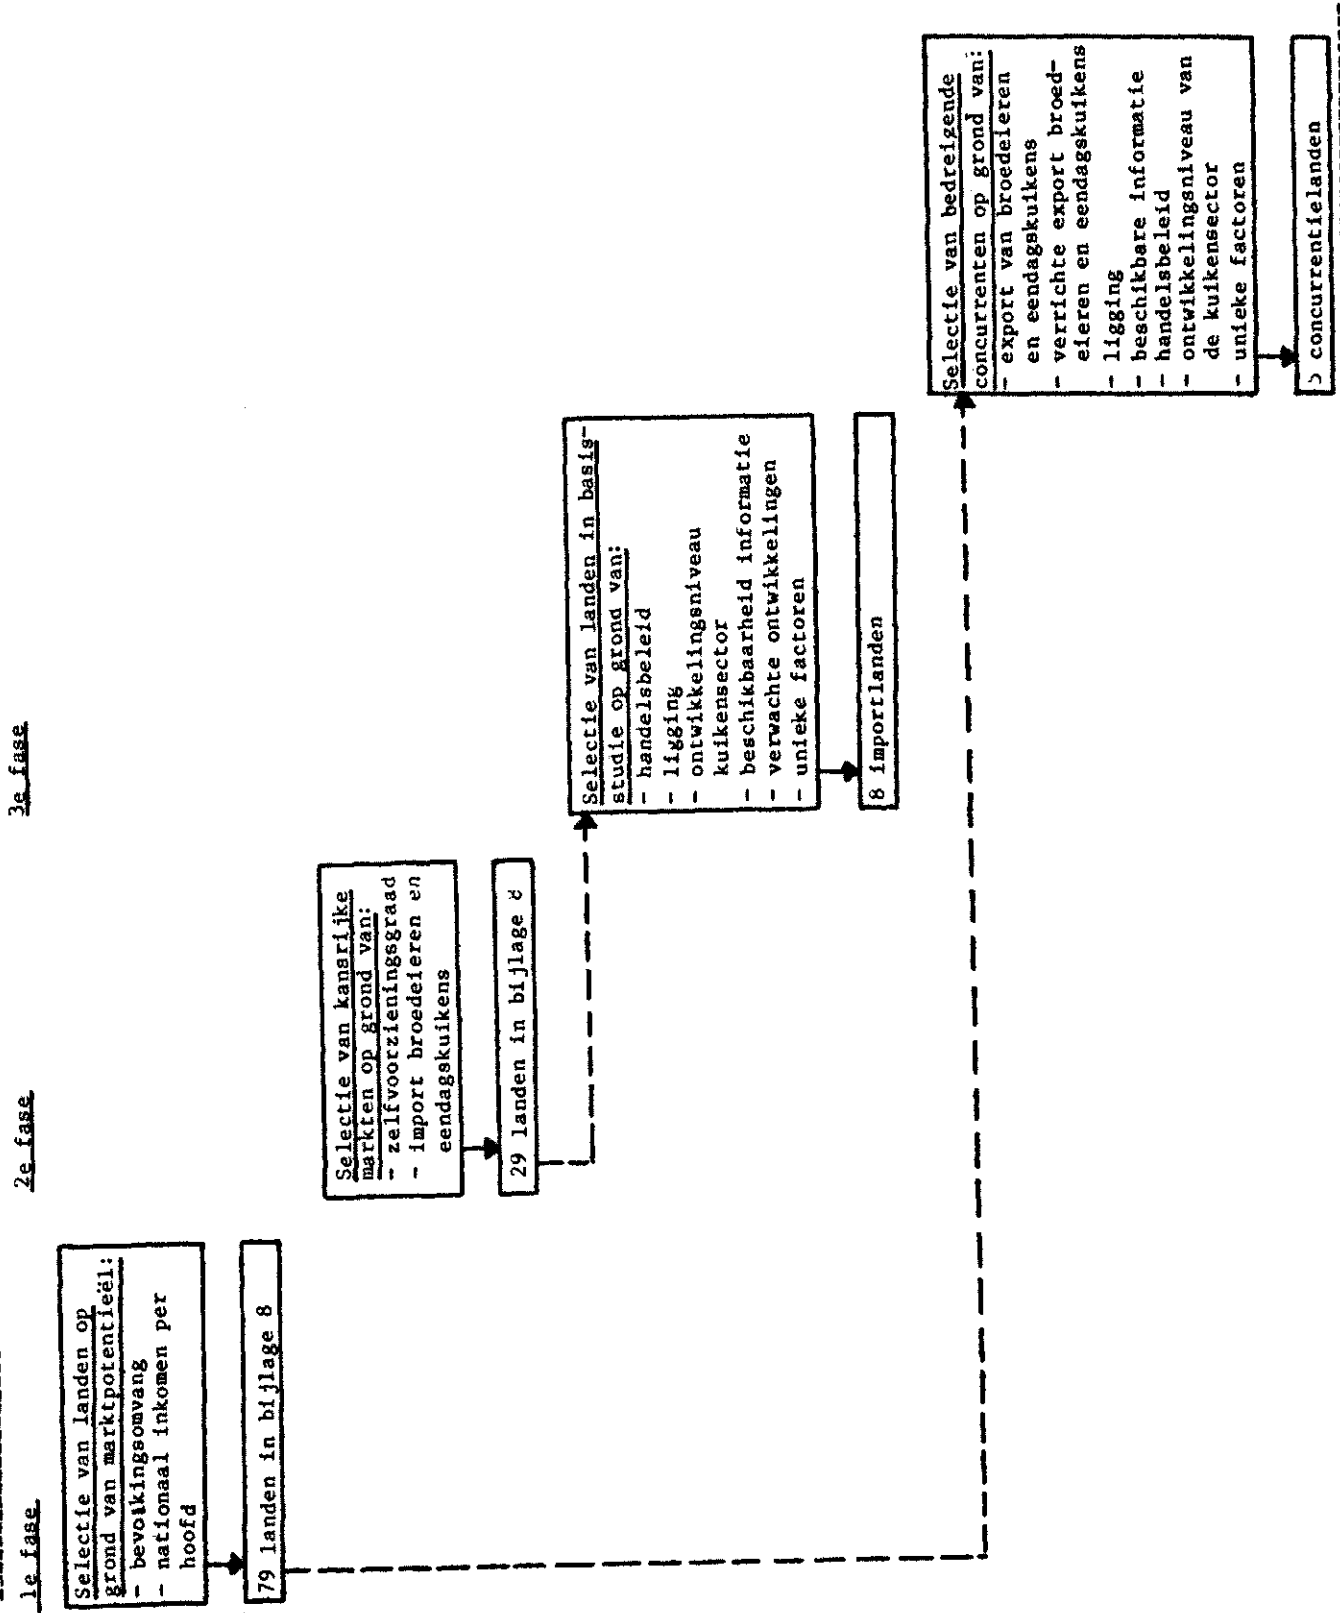 1e fase
2e fase
3e fase
Selectie van landen op
grond van marktpotentieël:
- bevolkingsomvang
- nationaal inkomen per
hoofd
79 landen in bijlage 8
Selectie van kanarijke
markten op grond van:
- zelfvoorzieningsgraad
- import broedeieren en
eendagskuikens
29 landen in bijlage 8
Selectie van landen in basis-
studie op grond van:
- handelsbeleid
- ligging
- ontwikkelingsniveau
kuikensector
- beschikbaarheid informatie
- verwachte ontwikkelingen
- unieke factoren
8 importlanden
Selectie van bedreigende
concurrenten op grond van:
- export van broedeieren
en eendagskuikens
- verrichte export broed-
eieren en eendagskuikens
- ligging
- beschikbare informatie
- handelsbeleid
- ontwikkelingsniveau van
de kuikensector
- unieke factoren
concurrentielanden